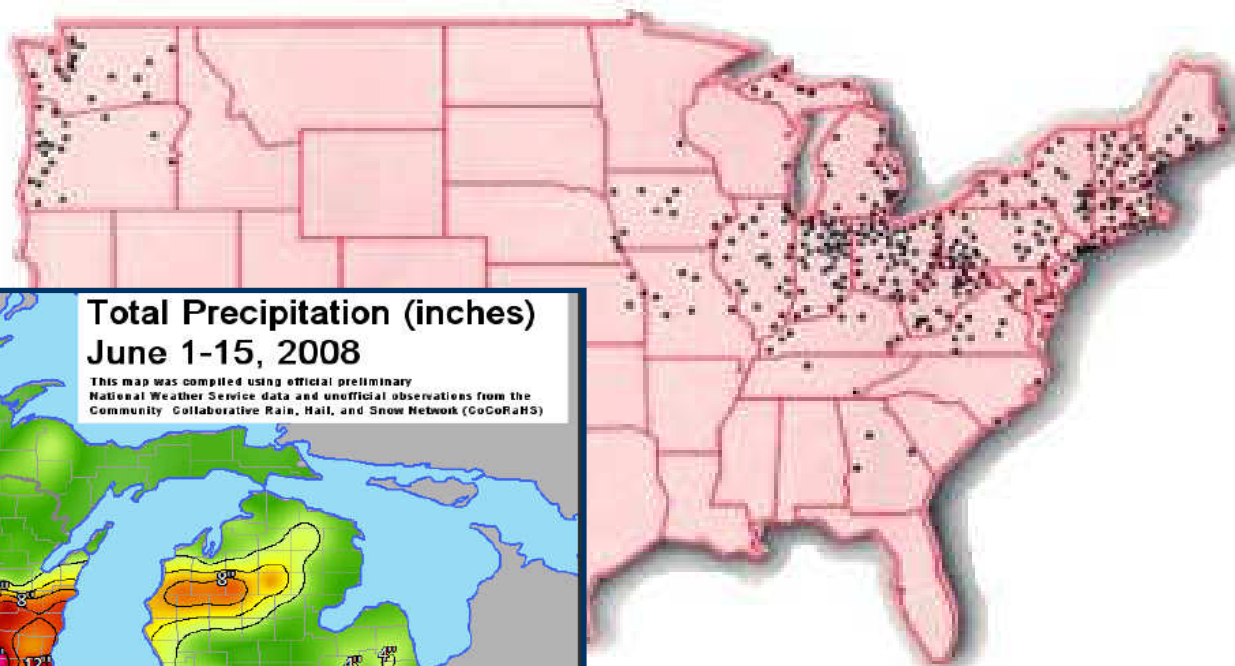 Total Precipitation (inches)
June 1-15, 2008
This map was compiled using official preliminary
National Weather Service data and unofficial observations from the
Community Collaborative Rain, Hail, and Snow Network (CoCoRaHS)
8"
8"
12"
4"
4"